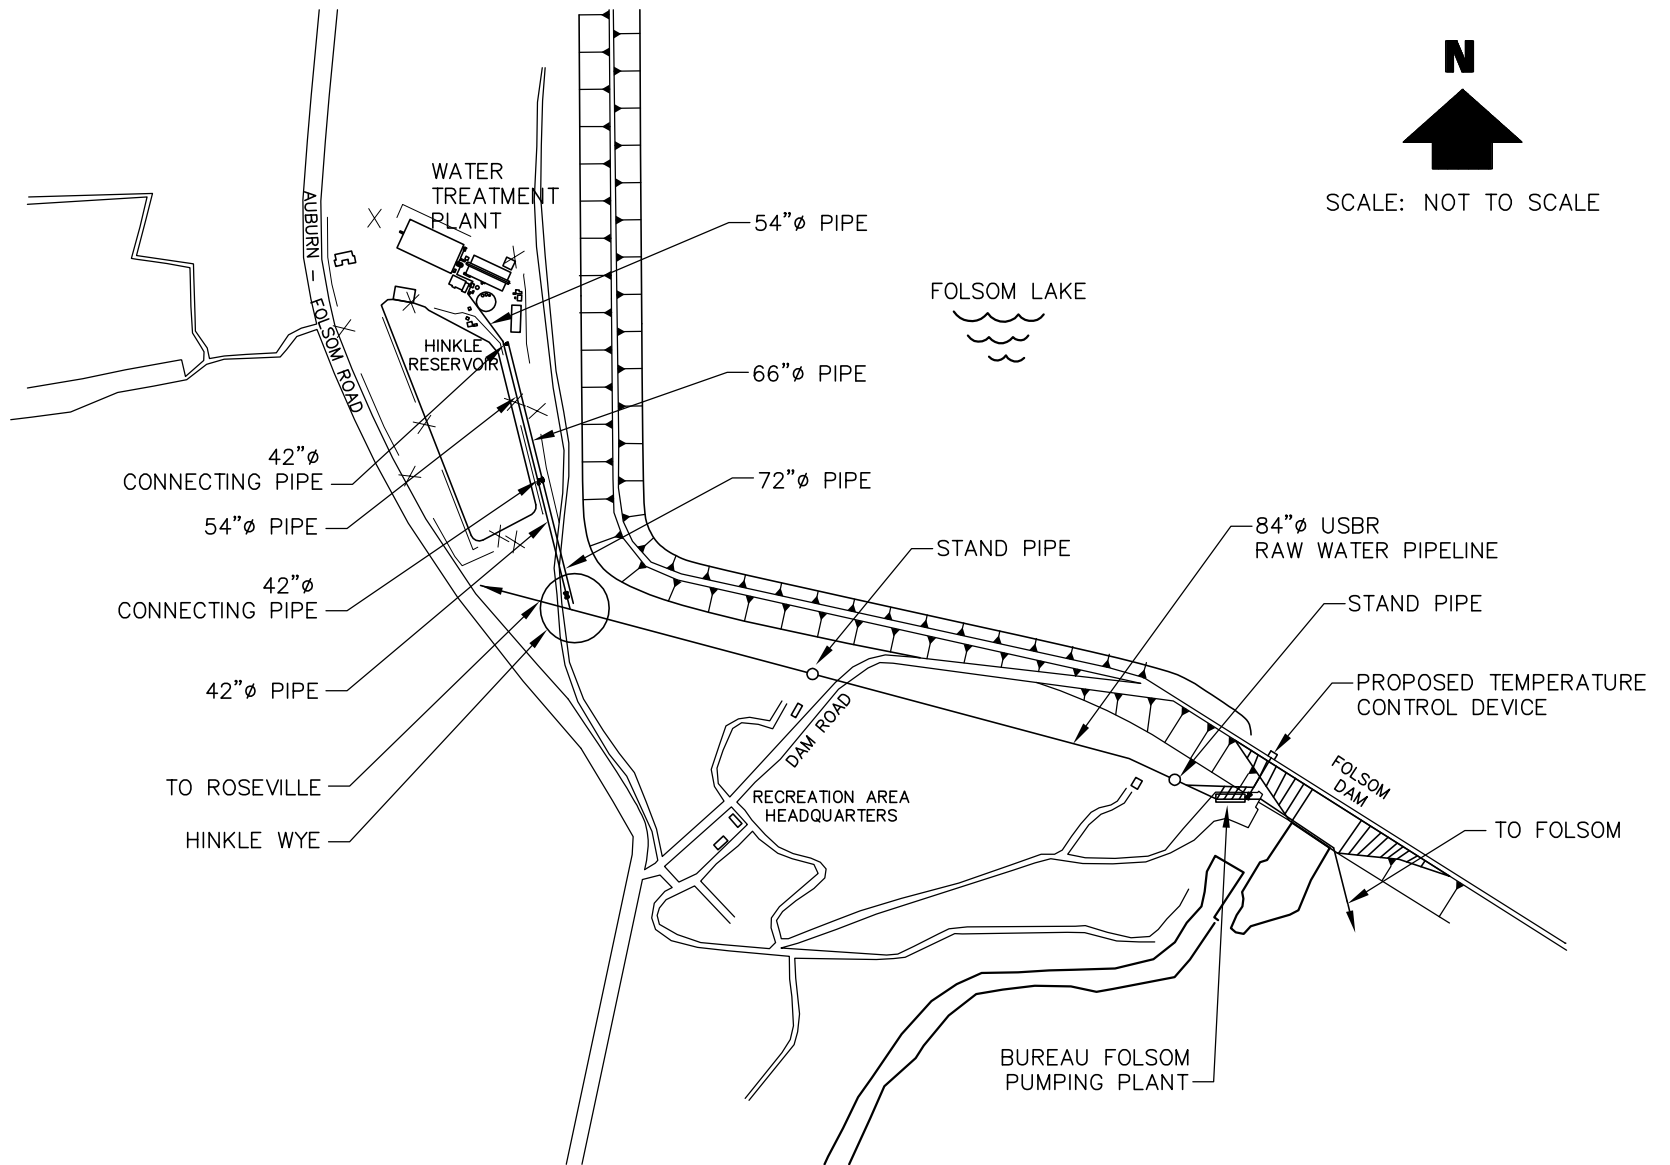 N
SCALE: NOT TO SCALE
WATER
TREATMENT
PLANT
54"ø PIPE
AUBURN - FOLSOM ROAD
FOLSOM LAKE
HINKLE
RESERVOIR
66"ø PIPE
42"ø
CONNECTING PIPE
72"ø PIPE
54"ø PIPE
84"ø USBR
RAW WATER PIPELINE
STAND PIPE
42"ø
CONNECTING PIPE
STAND PIPE
42"ø PIPE
PROPOSED TEMPERATURE
CONTROL DEVICE
DAM ROAD
TO ROSEVILLE
FOLSOM
DAM
RECREATION AREA
HEADQUARTERS
HINKLE WYE
TO FOLSOM
BUREAU FOLSOM
PUMPING PLANT